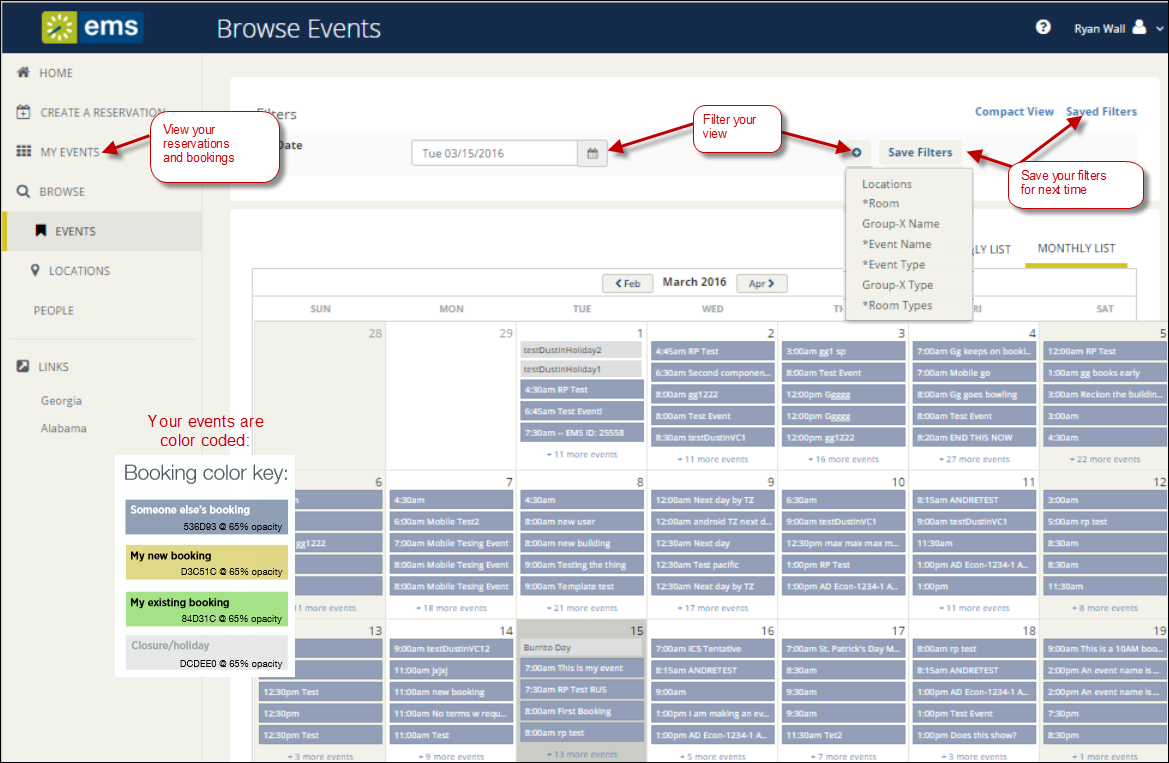 ems
Browse Events
Ryan Wall
HOME
CREATE A RESERVATION
MY EVENTS
BROWSE
EVENTS
LOCATIONS
PEOPLE
LINKS
Georgia
Alabama
View your
reservations
and bookings
Filters
Date
Tue 03/15/2016
Filter your
view
Compact View Saved Filters
Save Filters
Save your filters
for next time
Locations
*Room
Group-X Name
*Event Name
*Event Type
Group-X Type
*Room Types
LY LIST MONTHLY LIST
Feb March 2016 Apr
SUN MON TUE WED TH RI SAT
28
29
1
testDustinHoliday2
testDustinHoliday1
4:30am RP Test
6:45am Test Event!
7:30am -- EMS ID: 25558
+ 11 more events
2
4:45am RP Test
6:30am Second componen...
8:00am gg1222
8:00am Test Event
8:30am testDustinVC1
+ 11 more events
3
3:00am gg1 sp
8:00am Test Event
12:00pm Ggggg
12:00pm Ggggg
12:00pm gg1222
+ 16 more events
4
7:00am Gg keeps on booki...
7:00am Mobile go
8:00am Gg goes bowling
8:00am Test Event
8:20am END THIS NOW
+ 27 more events
5
12:00am RP Test
1:00am gg books early
3:00am Reckon the buildin...
3:00am
4:30am
+ 22 more events
Your events are
color coded:
Booking color key:
Someone else's booking
536D93 @ 65% opacity
My new booking
D3C51C @ 65% opacity
My existing booking
84D31C @ 65% opacity
Closure/holiday
DCDEE0 @ 65% opacity
6
gg1222
11 more events
7
4:30am
6:00am Mobile Test2
7:00am Mobile Tesing Event
8:00am Mobile Tesing Event
8:00am Mobile Tesing Event
+ 18 more events
8
4:30am
8:00am new user
8:00am new building
9:00am Testing the thing
9:00am Template test
+ 21 more events
9
12:00am Next day by TZ
12:00am android TZ next d...
12:30am Next day
12:30am Test pacific
12:30am Next day by TZ
+ 17 more events
10
6:30am
9:00am testDustinVC1
12:30pm max max max m...
1:00pm RP Test
1:00pm AD Econ-1234-1 A...
11
8:15am ANDRETEST
9:00am testDustinVC1
11:30am
1:00pm AD Econ-1234-1 A...
1:00pm
+ 11 more events
12
3:00am
5:00am rp test
8:30am
8:30am
11:30am
+ 8 more events
13
12:30pm Test
12:30pm
12:30pm Test
+ 3 more events
14
9:00am testDustinVC12
11:00am jxjxj
11:00am new booking
11:00am No terms w requ...
11:00am Test
+ 9 more events
15
Burrito Day
7:00am This is my event
7:30am RP Test RUS
8:00am First Booking
8:00am rp test
+ 13 more events
16
7:00am ICS Tentative
8:15am ANDRETEST
9:00am
1:00pm I am making an ev...
1:00pm AD Econ-1234-1 A...
+ 5 more events
17
7:00am St. Patrick's Day M...
8:30am
9:30am
9:30am
11:30am Tet2
+ 7 more events
18
8:00am rp test
8:15am ANDRETEST
1:00pm AD Econ-1234-1 A...
1:00pm Test Event
1:00pm Does this show?
+ 3 more events
19
9:00am This is a 10AM boo...
2:00pm An event name is ...
2:00pm An event name is ...
7:30pm
8:30pm
+ 1 more events